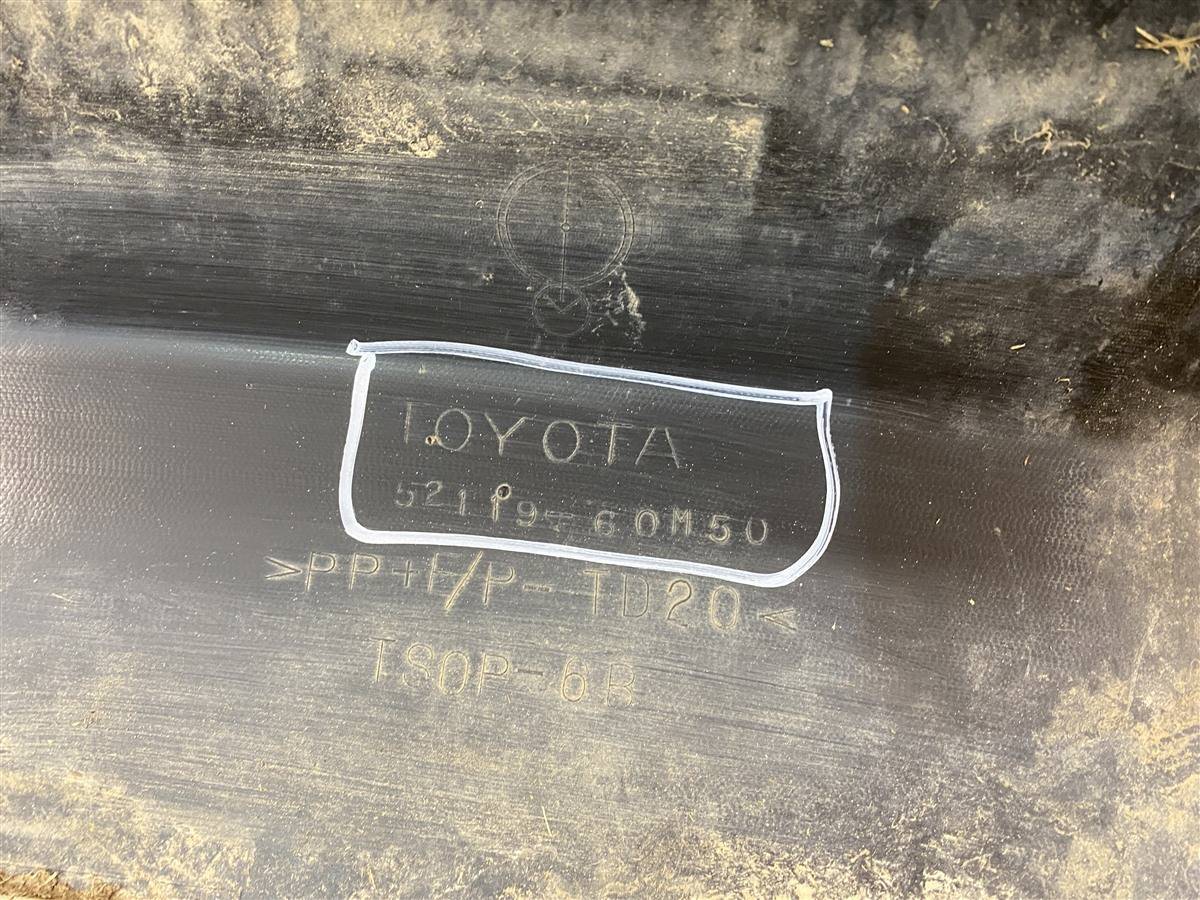 TOYOTA
52119-60M50
>PP+E/P-TD20<
TSOP-6B